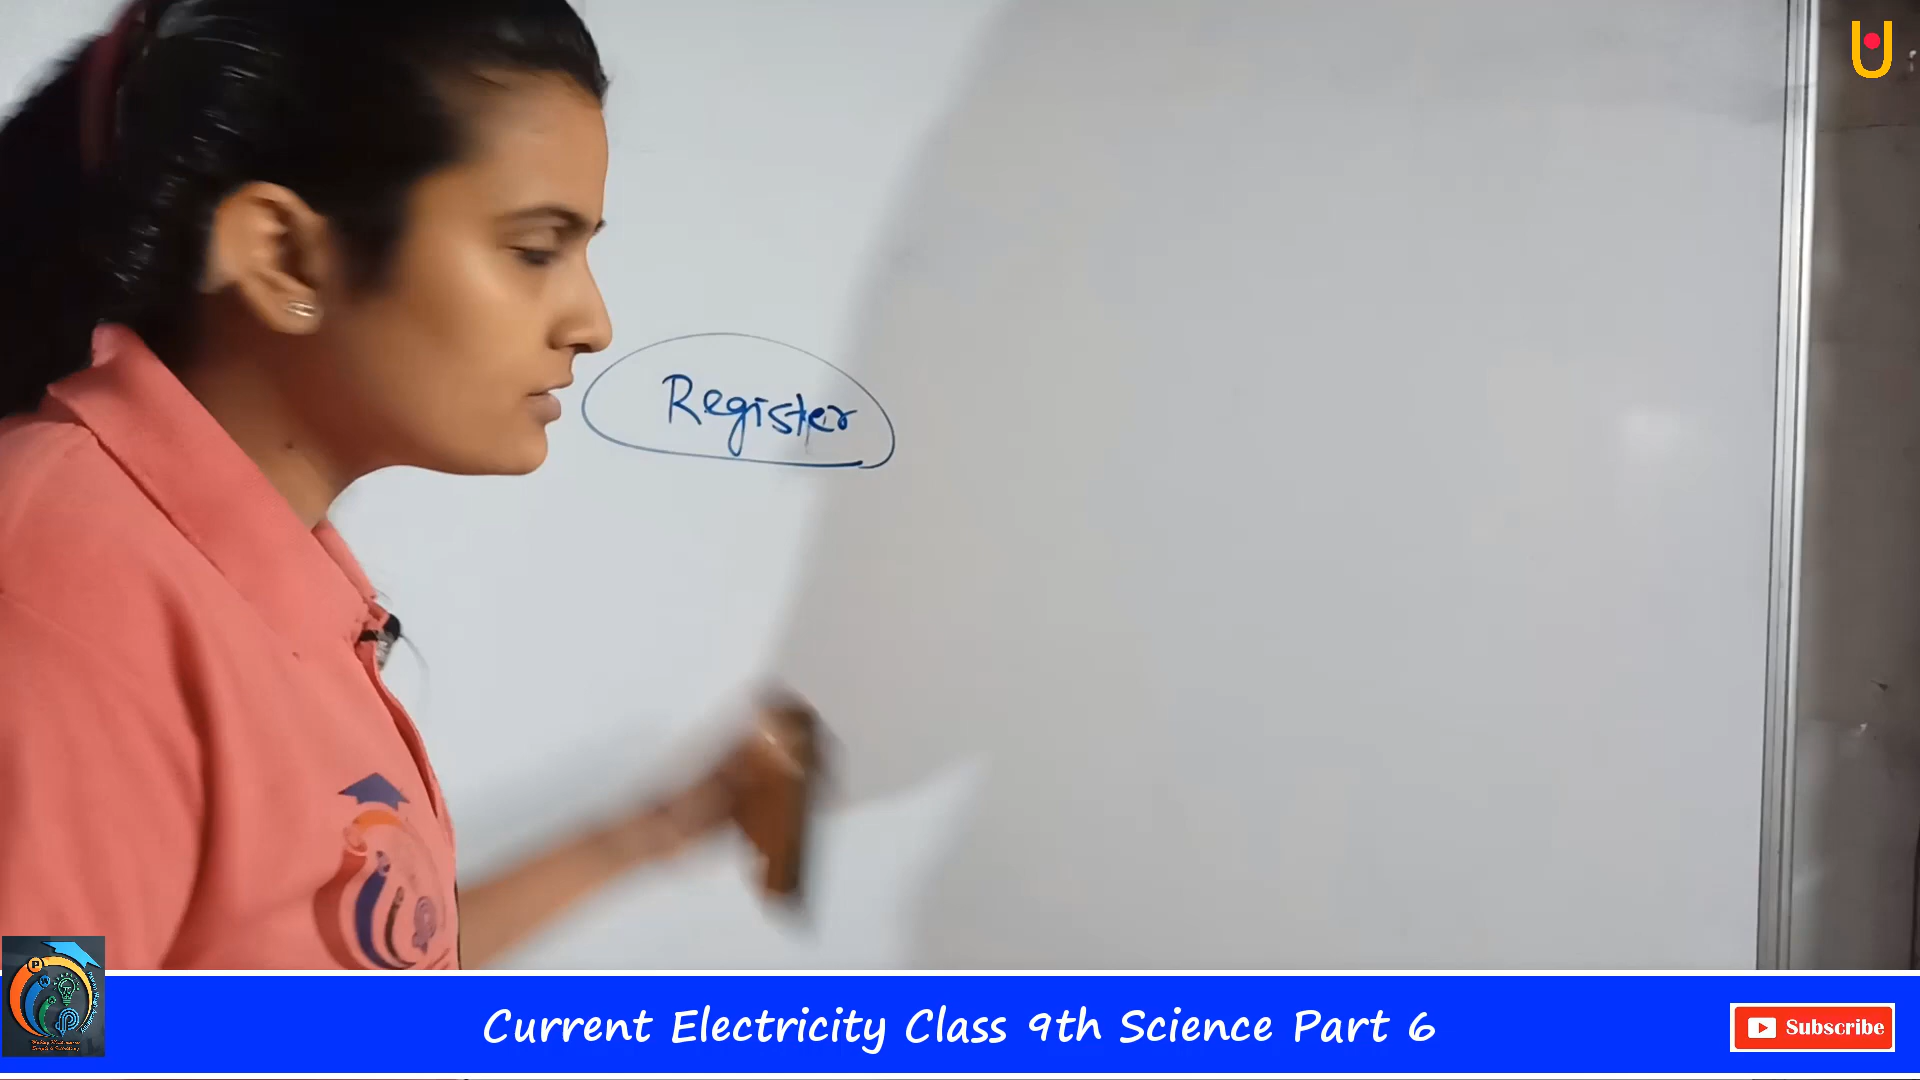 Register
Current Electricity Class 9th Science Part 6
Subscribe